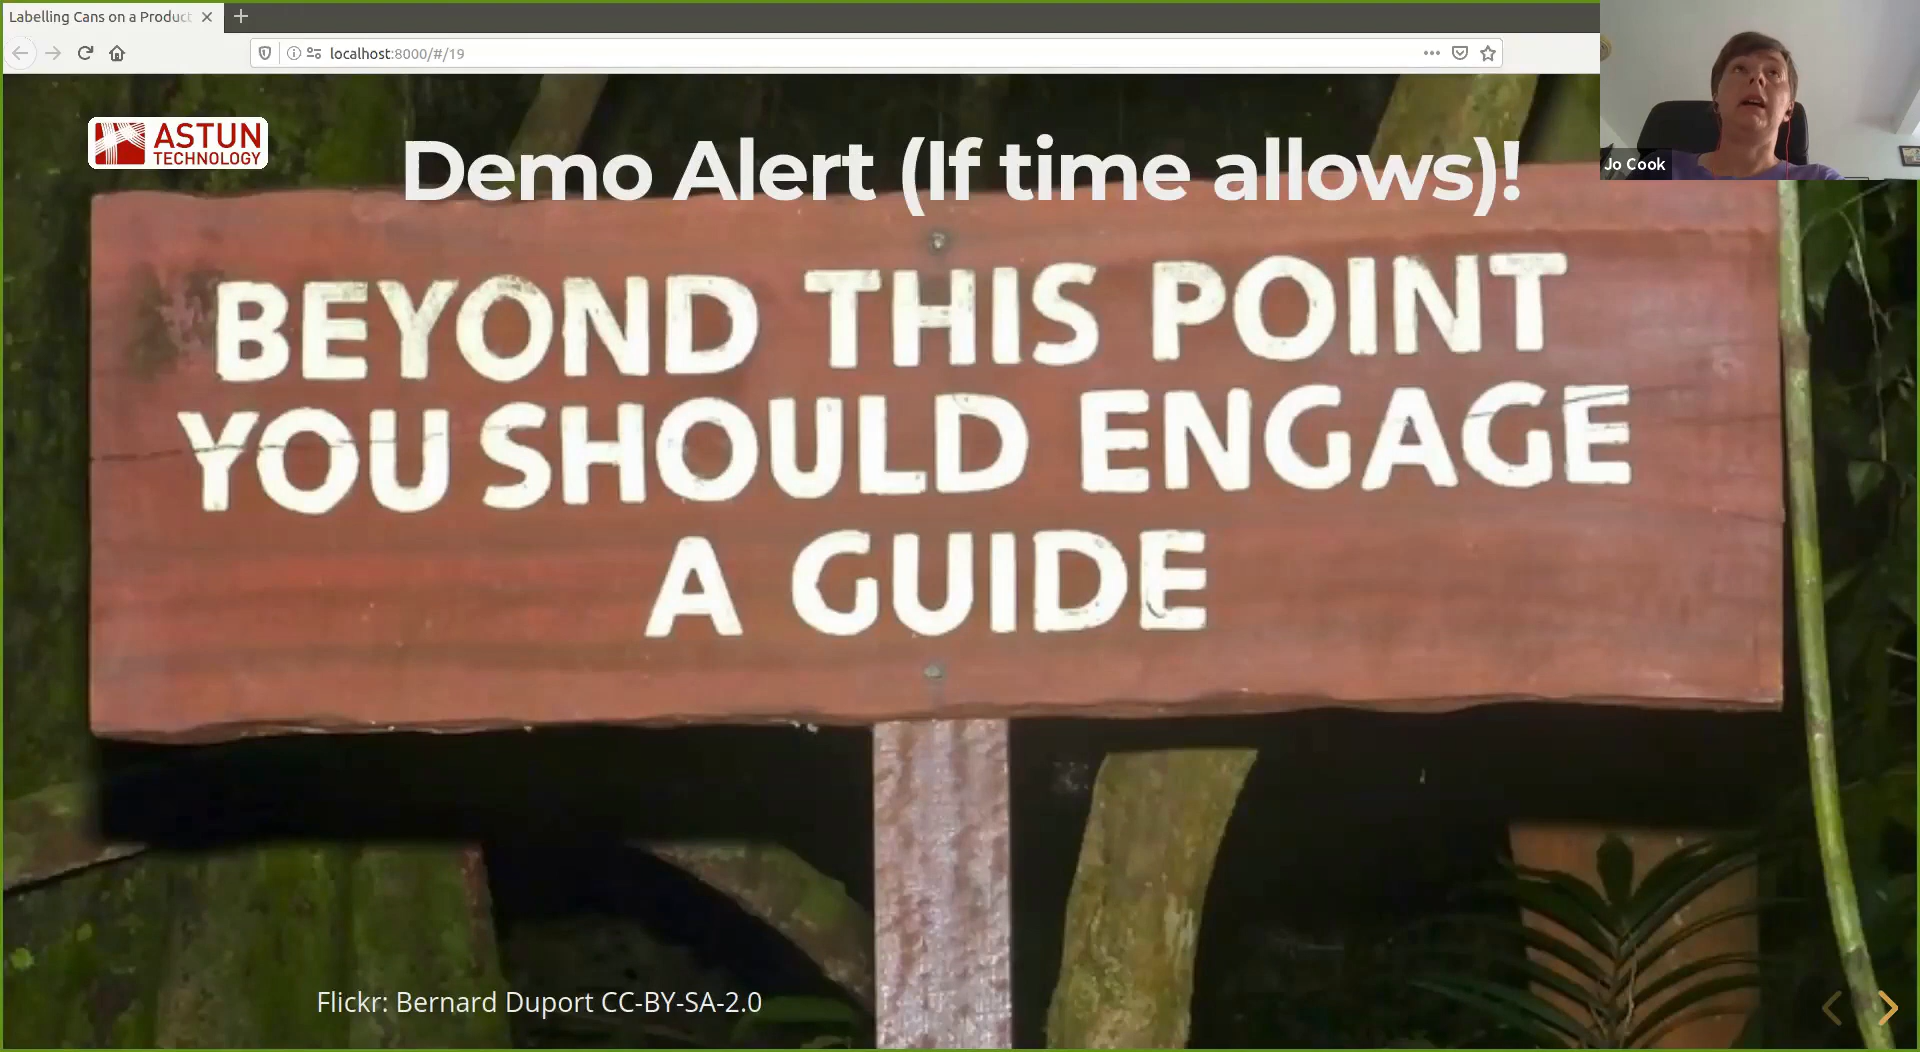 Labelling Cans on a Product
localhost:8000/#/19
Jo Cook
ASTUN
TECHNOLOGY
Demo Alert (If time allows)!
BEYOND THIS POINT
YOU SHOULD ENGAGE
A GUIDE
Flickr: Bernard Duport CC-BY-SA-2.0